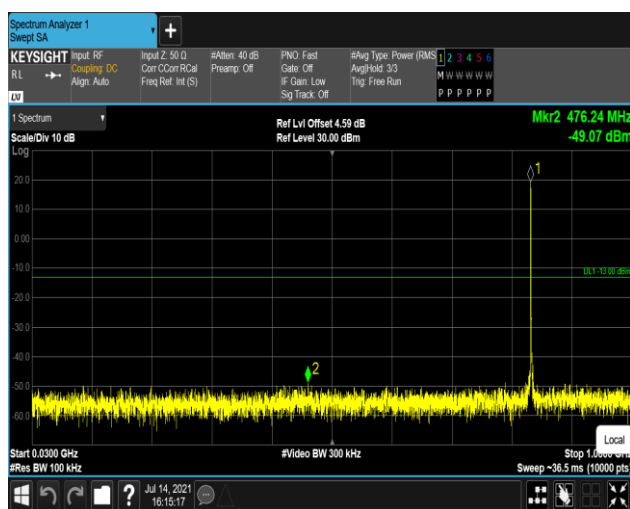 Spectrum Analyzer 1
Swept SA
+
KEYSIGHT
RL
LXI
Input: RF
Coupling: DC
Align: Auto
Input Z: 50 Ω
Corr CCorr RCal
Freq Ref: Int (S)
#Atten: 40 dB
Preamp: Off
PNO: Fast
Gate: Off
IF Gain: Low
Sig Track: Off
#Avg Type: Power (RMS
Avg|Hold: 3/3
Trig: Free Run
1 2 3 4 5 6
M W W W W W
P P P P P P
1 Spectrum
Scale/Div 10 dB
Log
Ref Lvl Offset 4.59 dB
Ref Level 30.00 dBm
Mkr2 476.24 MHz
-49.07 dBm
1
20.0
10.0
0.00
-10.0
DL1 -13.00 dBm
-20.0
-30.0
-40.0
2
-50.0
-60.0
Local
Start 0.0300 GHz
#Video BW 300 kHz
Stop 1.0000 GHz
#Res BW 100 kHz
Sweep ~36.5 ms (10000 pts)
?
Jul 14, 2021
16:15:17